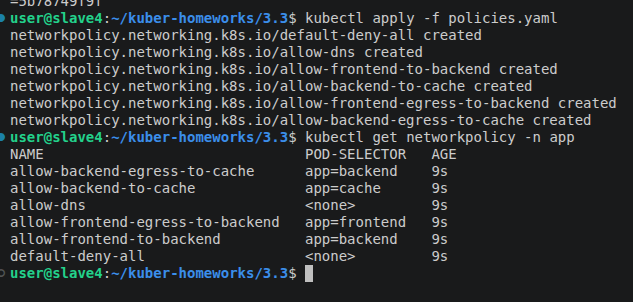 =5b78749f9f
user@slave4:~/kuber-homeworks/3.3$ kubectl apply -f policies.yaml
networkpolicy.networking.k8s.io/default-deny-all created
networkpolicy.networking.k8s.io/allow-dns created
networkpolicy.networking.k8s.io/allow-frontend-to-backend created
networkpolicy.networking.k8s.io/allow-backend-to-cache created
networkpolicy.networking.k8s.io/allow-frontend-egress-to-backend created
networkpolicy.networking.k8s.io/allow-backend-egress-to-cache created
user@slave4:~/kuber-homeworks/3.3$ kubectl get networkpolicy -n app
NAME                               POD-SELECTOR   AGE
allow-backend-egress-to-cache      app=backend    9s
allow-backend-to-cache             app=cache      9s
allow-dns                          <none>         9s
allow-frontend-egress-to-backend   app=frontend   9s
allow-frontend-to-backend          app=backend    9s
default-deny-all                   <none>         9s
user@slave4:~/kuber-homeworks/3.3$